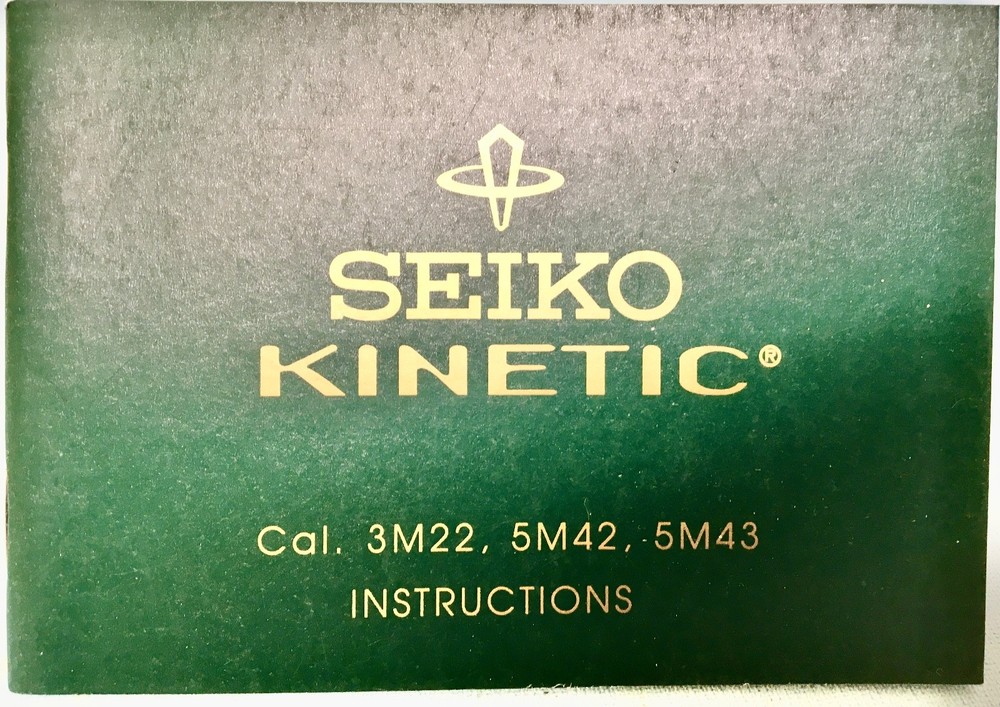 SEIKO
KINETIC®
Cal. 3M22, 5M42, 5M43
INSTRUCTIONS